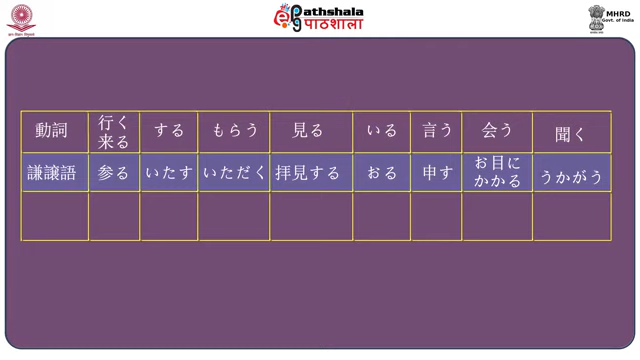 ePathshala
पाठशाला
MHRD
Govt. of India
動詞 行く 来る する もらう 見る いる 言う 会う 聞く
謙譲語 参る いたす いただく 拝見する おる 申す お目に かかる うかがう